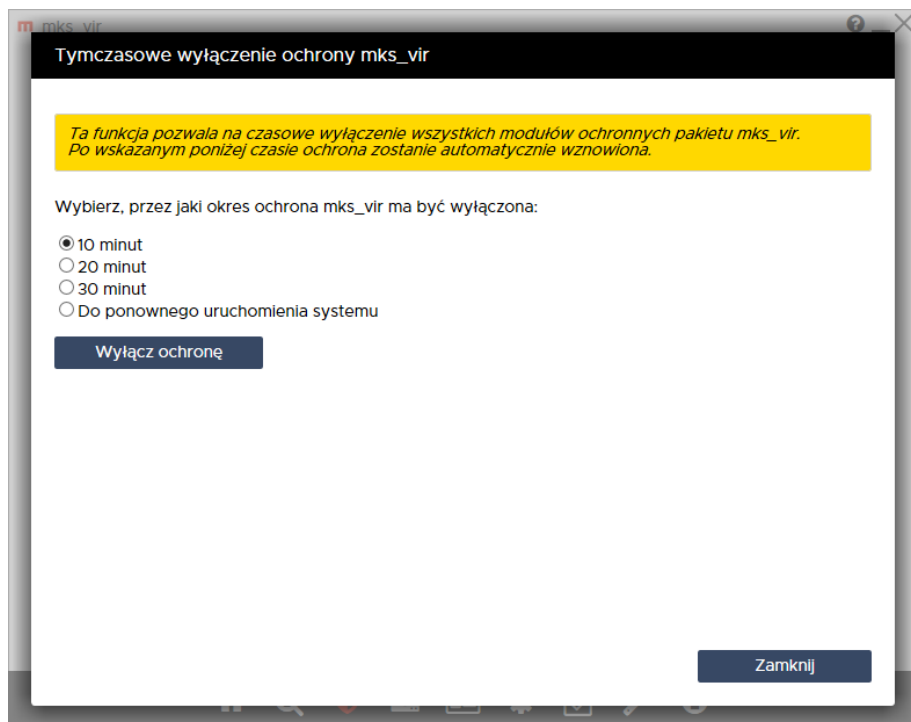 m mks_vir
Tymczasowe wyłączenie ochrony mks_vir
Ta funkcja pozwala na czasowe wyłączenie wszystkich modułów ochronnych pakietu mks_vir.
Po wskazanym poniżej czasie ochrona zostanie automatycznie wznowiona.
Wybierz, przez jaki okres ochrona mks_vir ma być wyłączona:
10 minut
20 minut
30 minut
Do ponownego uruchomienia systemu
Wyłącz ochronę
Zamknij